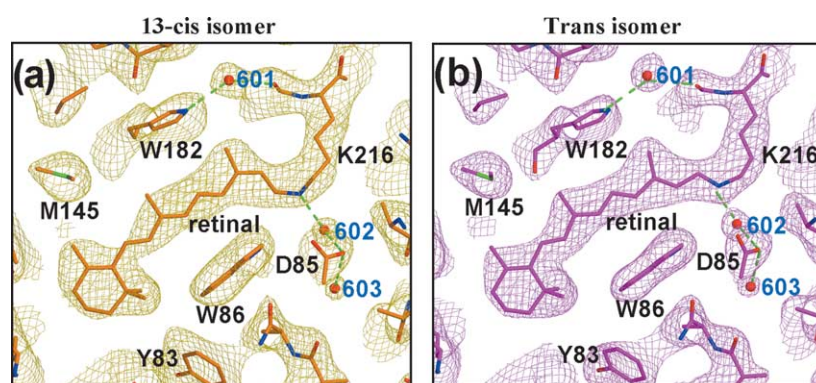 13-cis isomer
Trans isomer
(a)
601
W182
K216
M145
retinal
602
D85
603
W86
Y83
(b)
601
W182
K216
M145
retinal
602
D85
603
W86
Y83